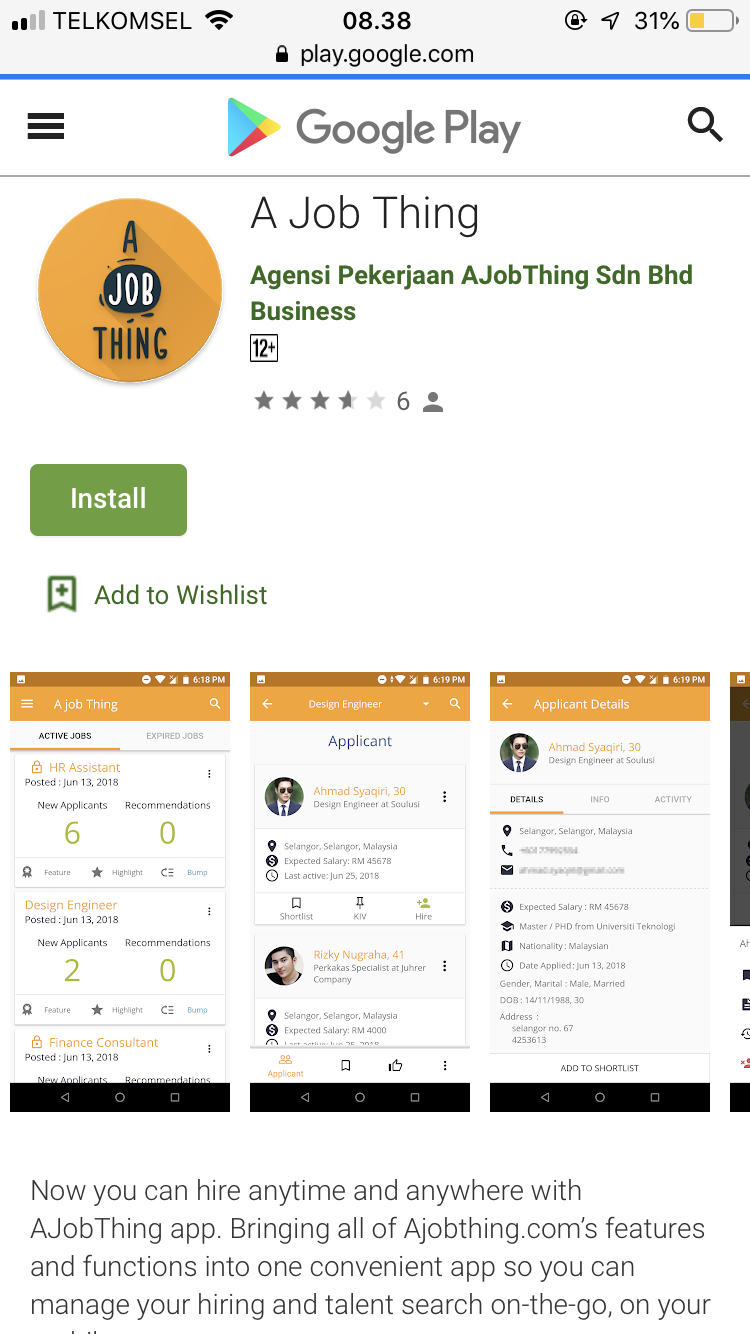 TELKOMSEL 08.38 31%
play.google.com
Google Play
A
JOB
THING
A Job Thing
Agensi Pekerjaan AJobThing Sdn Bhd
Business
12+
6
Install
Add to Wishlist
6:18 PM
A job Thing
ACTIVE JOBS EXPIRED JOBS
HR Assistant
Posted : Jun 13, 2018
New Applicants Recommendations
6 0
Feature Highlight Bump
Design Engineer
Posted : Jun 13, 2018
New Applicants Recommendations
2 0
Feature Highlight Bump
Finance Consultant
Posted : Jun 13, 2018
New Applicants Recommendations
6:19 PM
Design Engineer
Applicant
Ahmad Syaqiri, 30
Design Engineer at Soulusi
Selangor, Selangor, Malaysia
Expected Salary: RM 45678
Last active: Jun 25, 2018
Shortlist KIV Hire
Rizky Nugraha, 41
Perkakas Specialist at Juhrer
Company
Selangor, Selangor, Malaysia
Expected Salary: RM 4000
Last active: Jun 25, 2018
Applicant
6:19 PM
Applicant Details
Ahmad Syaqiri, 30
Design Engineer at Soulusi
DETAILS INFO ACTIVITY
Selangor, Selangor, Malaysia
Expected Salary : RM 45678
Master / PHD from Universiti Teknologi
Nationality : Malaysian
Date Applied : Jun 13, 2018
Gender, Marital : Male, Married
DOB : 14/11/1988, 30
Address :
selangor no. 67
4253613
ADD TO SHORTLIST
Ah
Now you can hire anytime and anywhere with
AJobThing app. Bringing all of Ajobthing.com's features
and functions into one convenient app so you can
manage your hiring and talent search on-the-go, on your